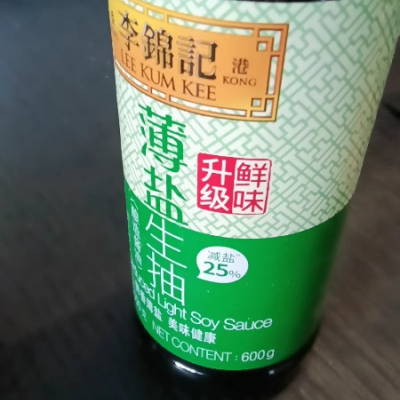 李錦記
港
KONG
LEE KUM KEE
薄盐生抽
鲜味
升级
减盐
25%
Light Soy Sauce
美味健康
NET CONTENT: 600g